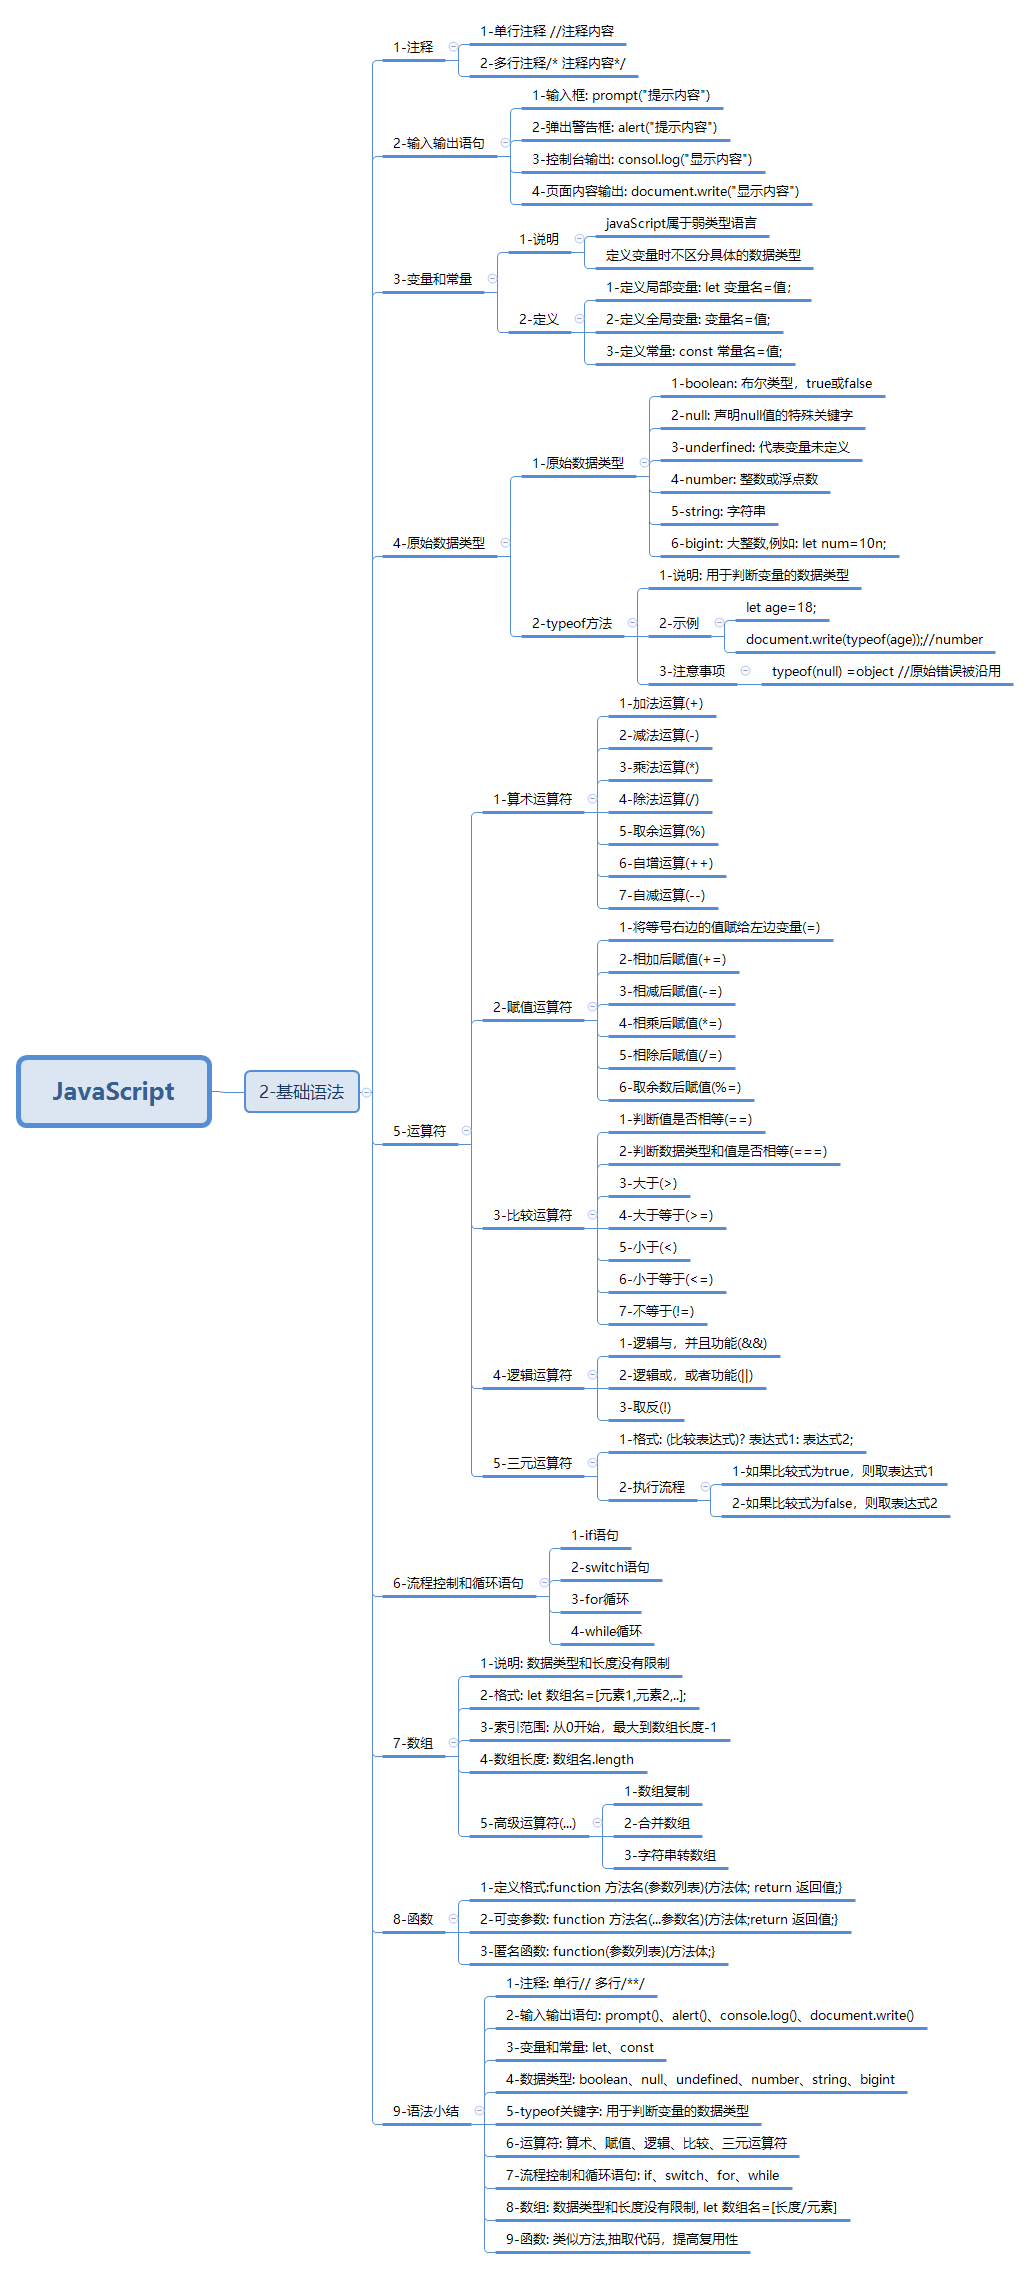 JavaScript
2-基础语法
1-注释
1-单行注释 //注释内容
2-多行注释/* 注释内容*/
2-输入输出语句
1-输入框: prompt("提示内容")
2-弹出警告框: alert("提示内容")
3-控制台输出: consol.log("显示内容")
4-页面内容输出: document.write("显示内容")
3-变量和常量
1-说明
javaScript属于弱类型语言
定义变量时不区分具体的数据类型
2-定义
1-定义局部变量: let 变量名=值;
2-定义全局变量: 变量名=值;
3-定义常量: const 常量名=值;
4-原始数据类型
1-原始数据类型
1-boolean: 布尔类型，true或false
2-null: 声明null值的特殊关键字
3-underfined: 代表变量未定义
4-number: 整数或浮点数
5-string: 字符串
6-bigint: 大整数,例如: let num=10n;
2-typeof方法
1-说明: 用于判断变量的数据类型
2-示例
let age=18;
document.write(typeof(age));//number
3-注意事项
typeof(null) =object //原始错误被沿用
5-运算符
1-算术运算符
1-加法运算(+)
2-减法运算(-)
3-乘法运算(*)
4-除法运算(/)
5-取余运算(%)
6-自增运算(++)
7-自减运算(--)
2-赋值运算符
1-将等号右边的值赋给左边变量(=)
2-相加后赋值(+=)
3-相减后赋值(-=)
4-相乘后赋值(*=)
5-相除后赋值(/=)
6-取余数后赋值(%=)
3-比较运算符
1-判断值是否相等(==)
2-判断数据类型和值是否相等(===)
3-大于(>)
4-大于等于(>=)
5-小于(<)
6-小于等于(<=)
7-不等于(!=)
4-逻辑运算符
1-逻辑与，并且功能(&&)
2-逻辑或，或者功能(||)
3-取反(!)
5-三元运算符
1-格式: (比较表达式)? 表达式1: 表达式2;
2-执行流程
1-如果比较式为true，则取表达式1
2-如果比较式为false，则取表达式2
6-流程控制和循环语句
1-if语句
2-switch语句
3-for循环
4-while循环
7-数组
1-说明: 数据类型和长度没有限制
2-格式: let 数组名=[元素1,元素2,..];
3-索引范围: 从0开始，最大到数组长度-1
4-数组长度: 数组名.length
5-高级运算符(...)
1-数组复制
2-合并数组
3-字符串转数组
8-函数
1-定义格式:function 方法名(参数列表){方法体; return 返回值;}
2-可变参数: function 方法名(...参数名){方法体;return 返回值;}
3-匿名函数: function(参数列表){方法体;}
9-语法小结
1-注释: 单行// 多行/**/
2-输入输出语句: prompt()、alert()、console.log()、document.write()
3-变量和常量: let、const
4-数据类型: boolean、null、undefined、number、string、bigint
5-typeof关键字: 用于判断变量的数据类型
6-运算符: 算术、赋值、逻辑、比较、三元运算符
7-流程控制和循环语句: if、switch、for、while
8-数组: 数据类型和长度没有限制, let 数组名=[长度/元素]
9-函数: 类似方法,抽取代码，提高复用性